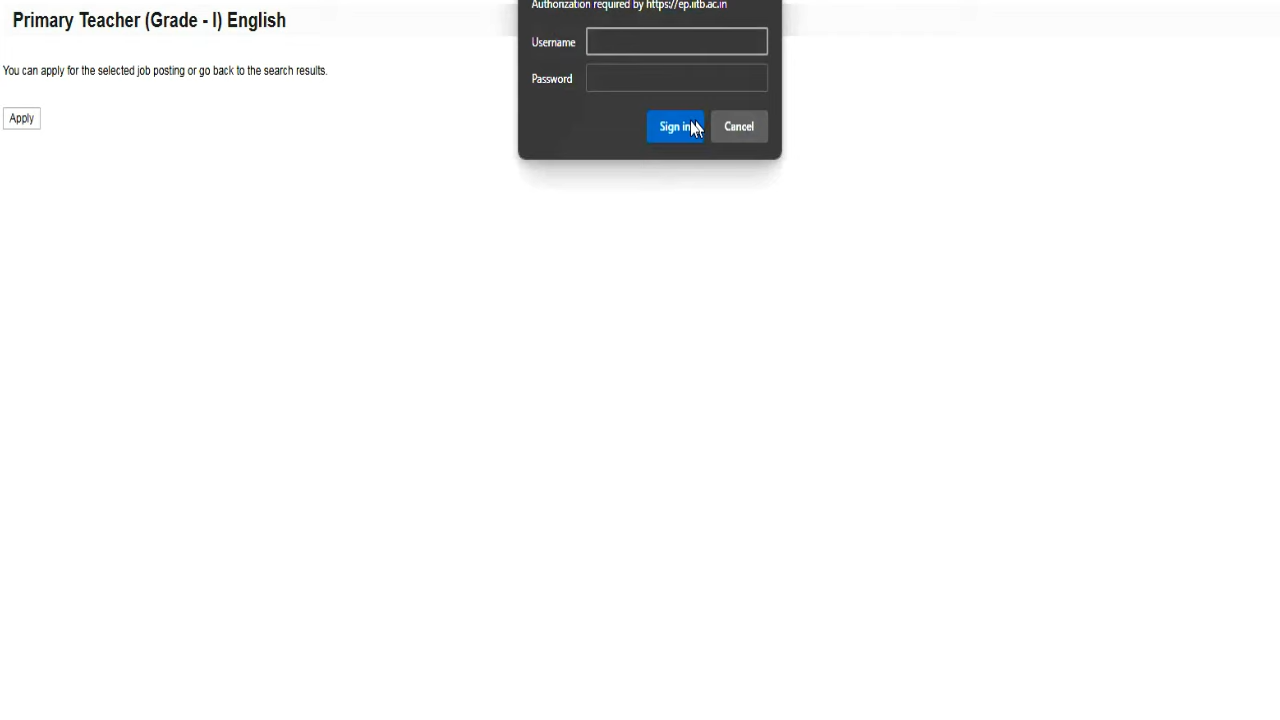 Primary Teacher (Grade - I) English
Authorization required by https://ep.iitb.ac.in
Username
You can apply for the selected job posting or go back to the search results.
Password
Apply
Sign in
Cancel